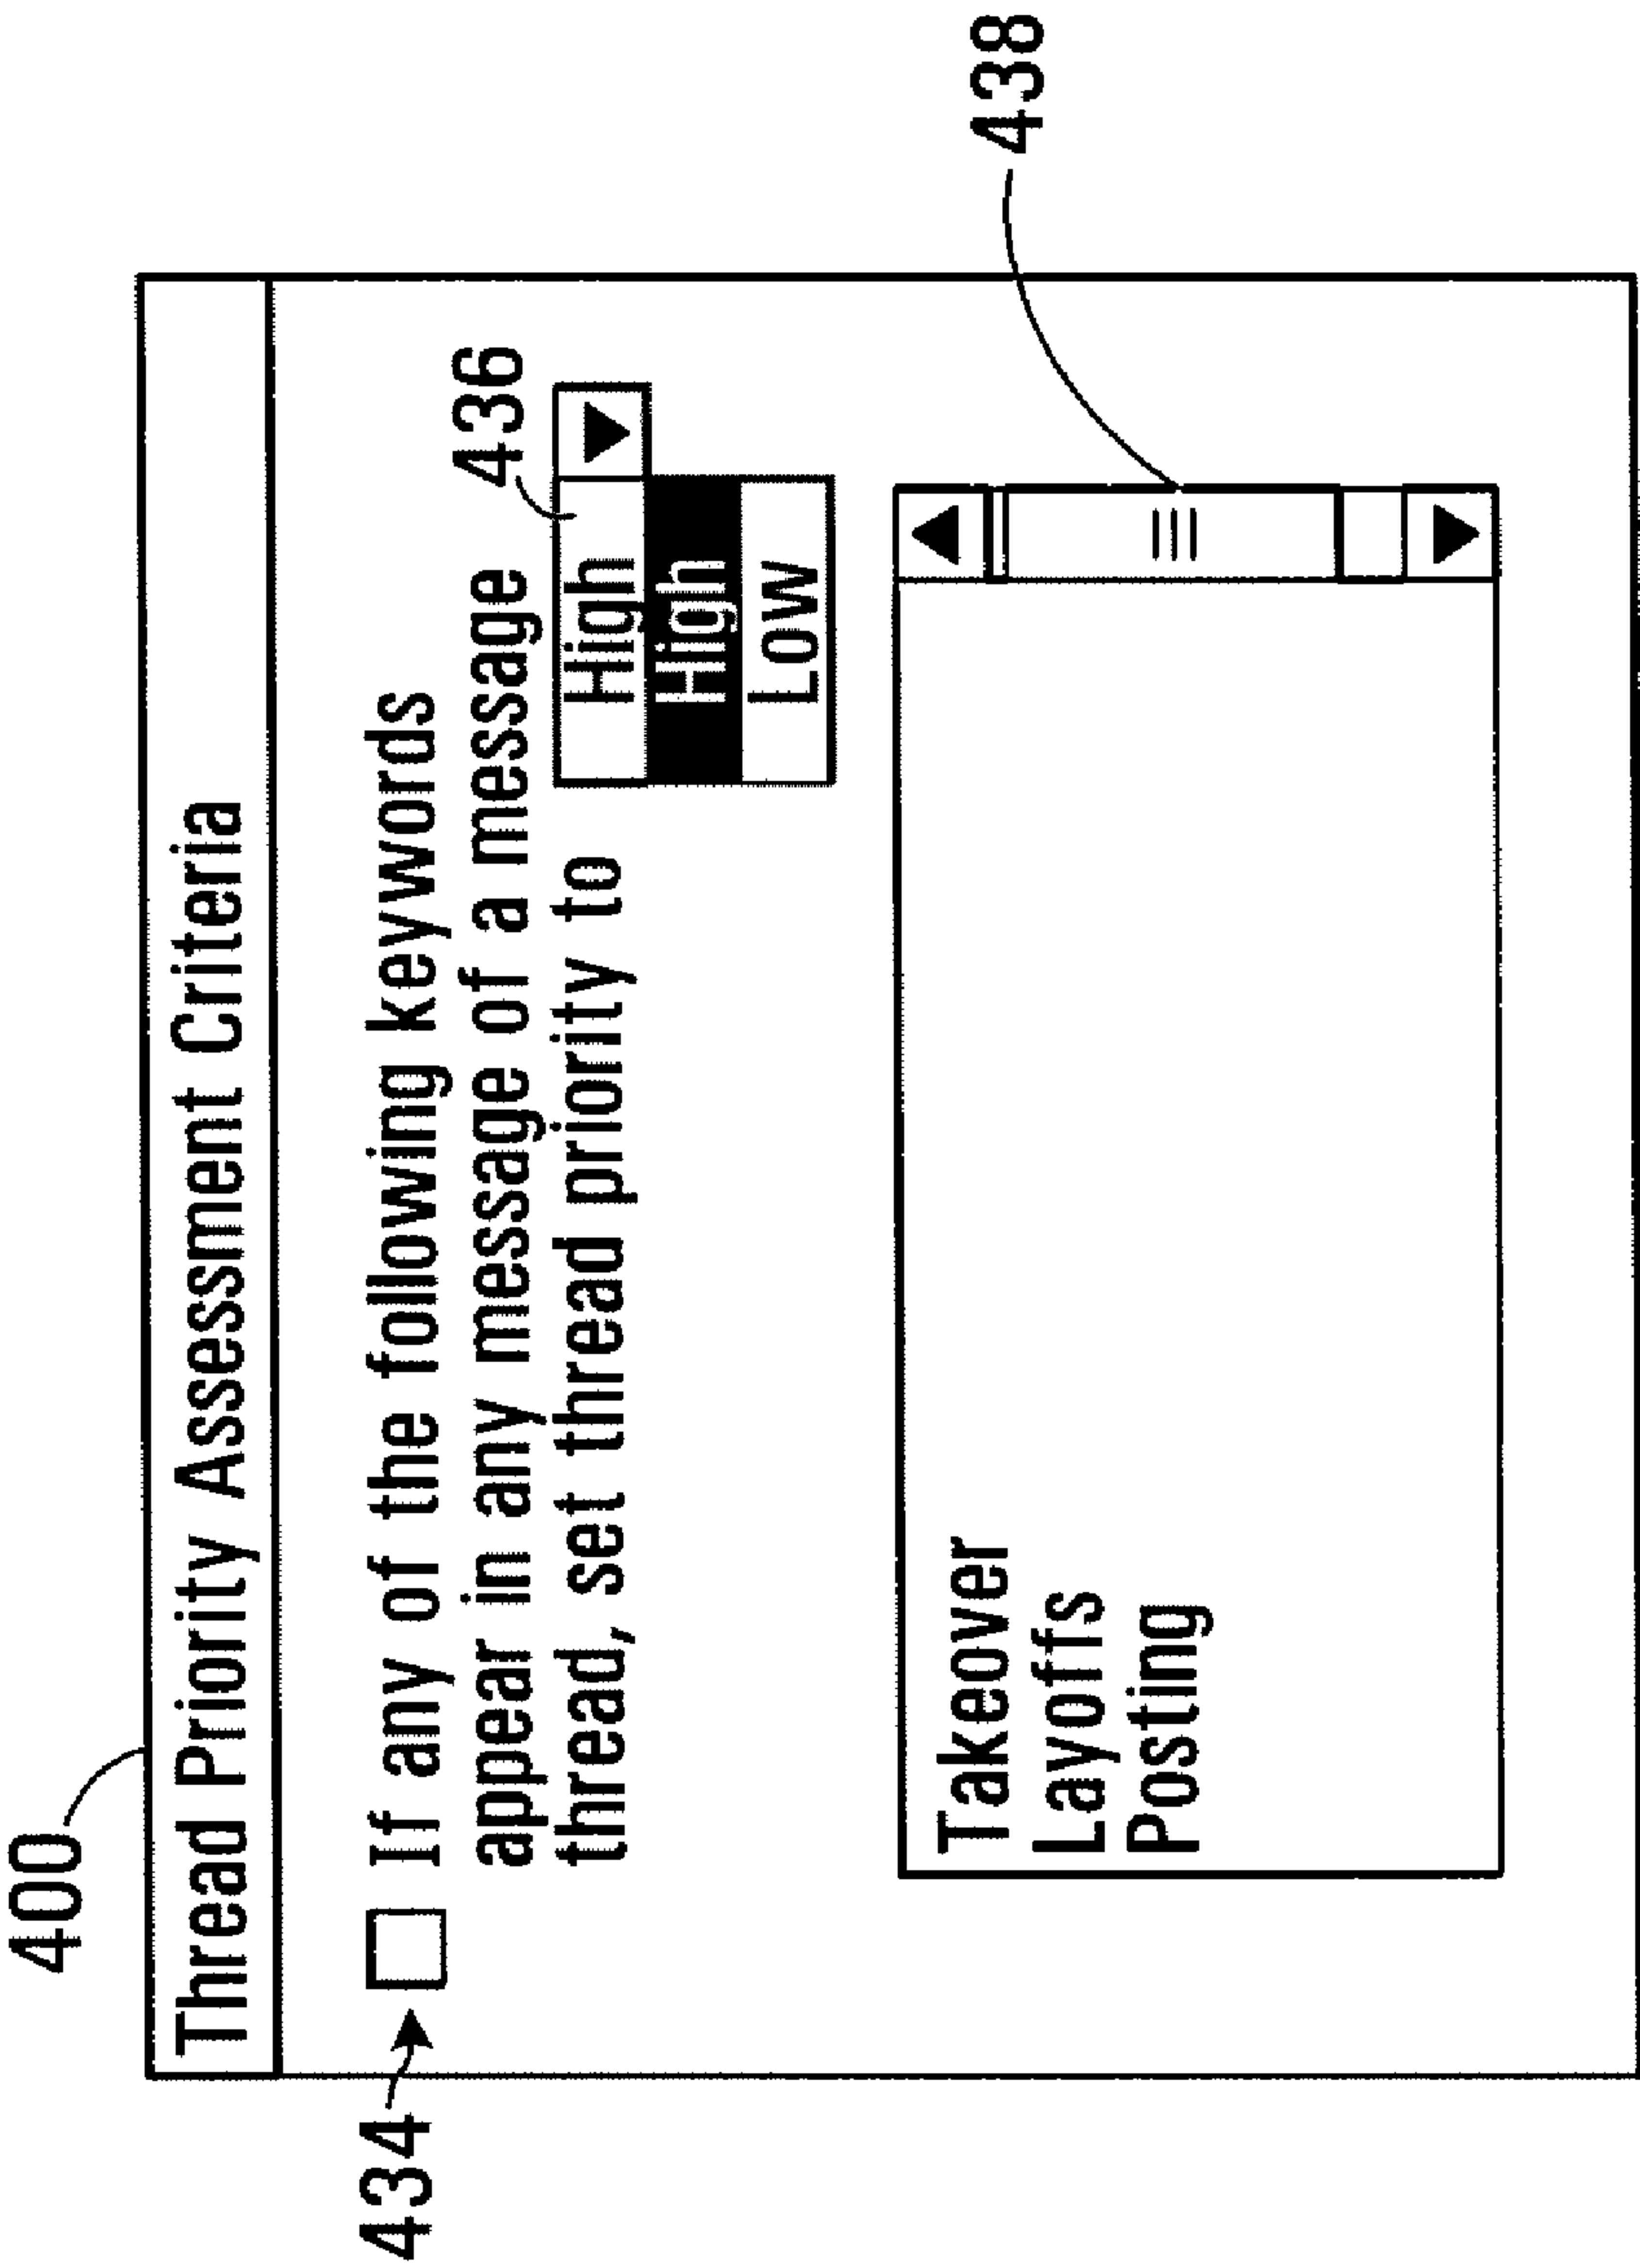 400
Thread Priority Assessment Criteria
434
If any of the following keywords
appear in any message of a message
thread, set thread priority to
436
High
High
Low
438
Takeover
Layoffs
Posting